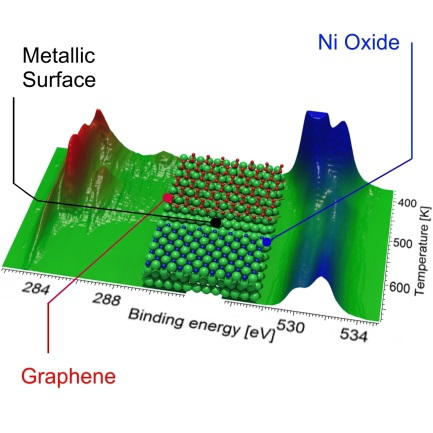 Metallic
Surface
Ni Oxide
400
500
600
Temperature [K]
284
288
Binding energy [eV]
530
534
Graphene